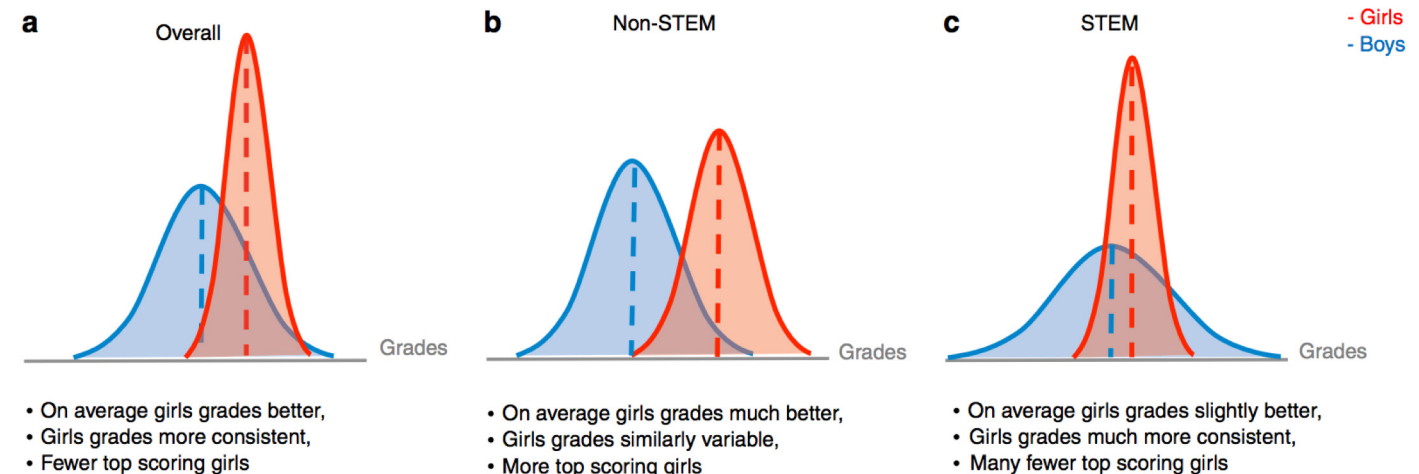 a
Overall
b
Non-STEM
c
STEM
- Girls
- Boys
Grades
Grades
Grades
• On average girls grades better,
• Girls grades more consistent,
• Fewer top scoring girls
• On average girls grades much better,
• Girls grades similarly variable,
• More top scoring girls
• On average girls grades slightly better,
• Girls grades much more consistent,
• Many fewer top scoring girls